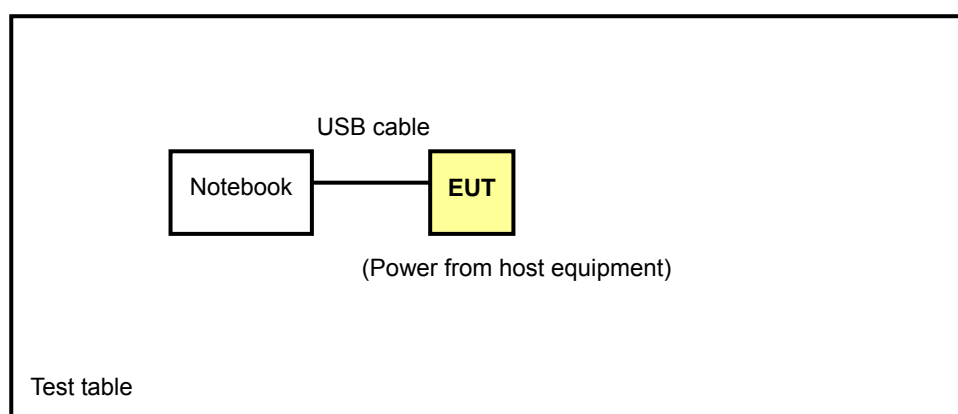 USB cable
Notebook
EUT
(Power from host equipment)
Test table